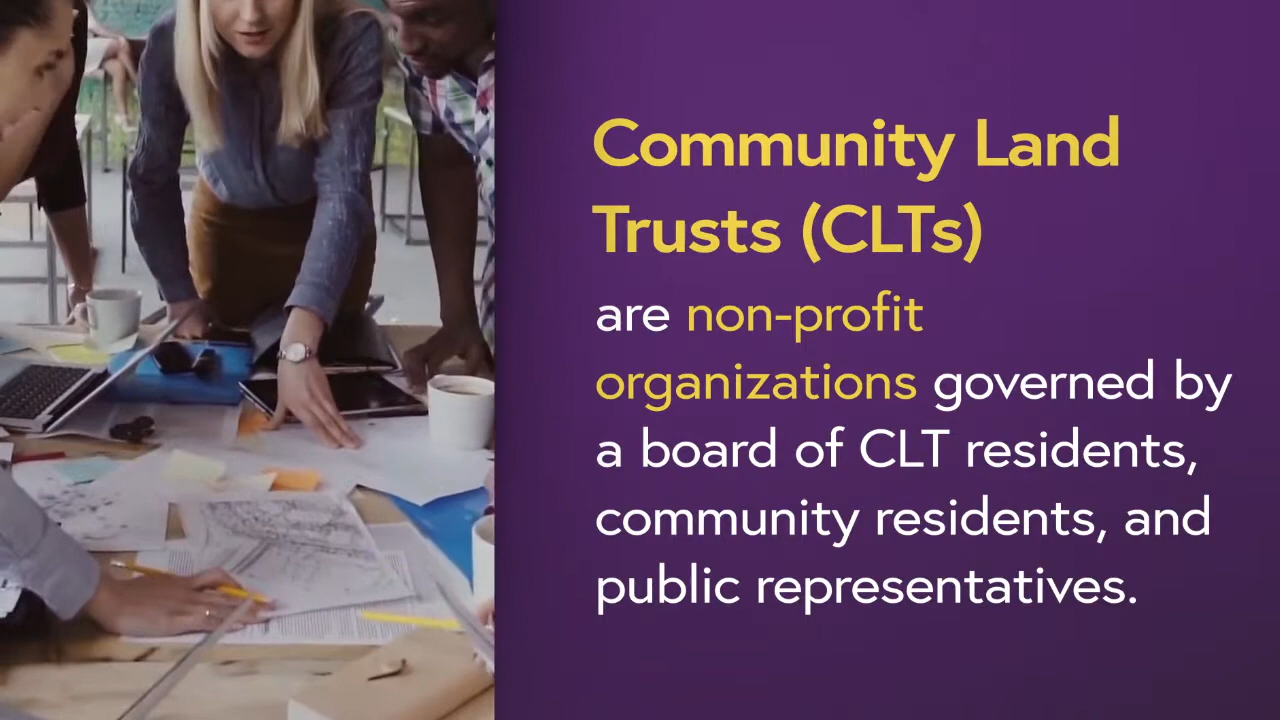 Community Land
Trusts (CLTs)
are non-profit
organizations governed by
a board of CLT residents,
community residents, and
public representatives.